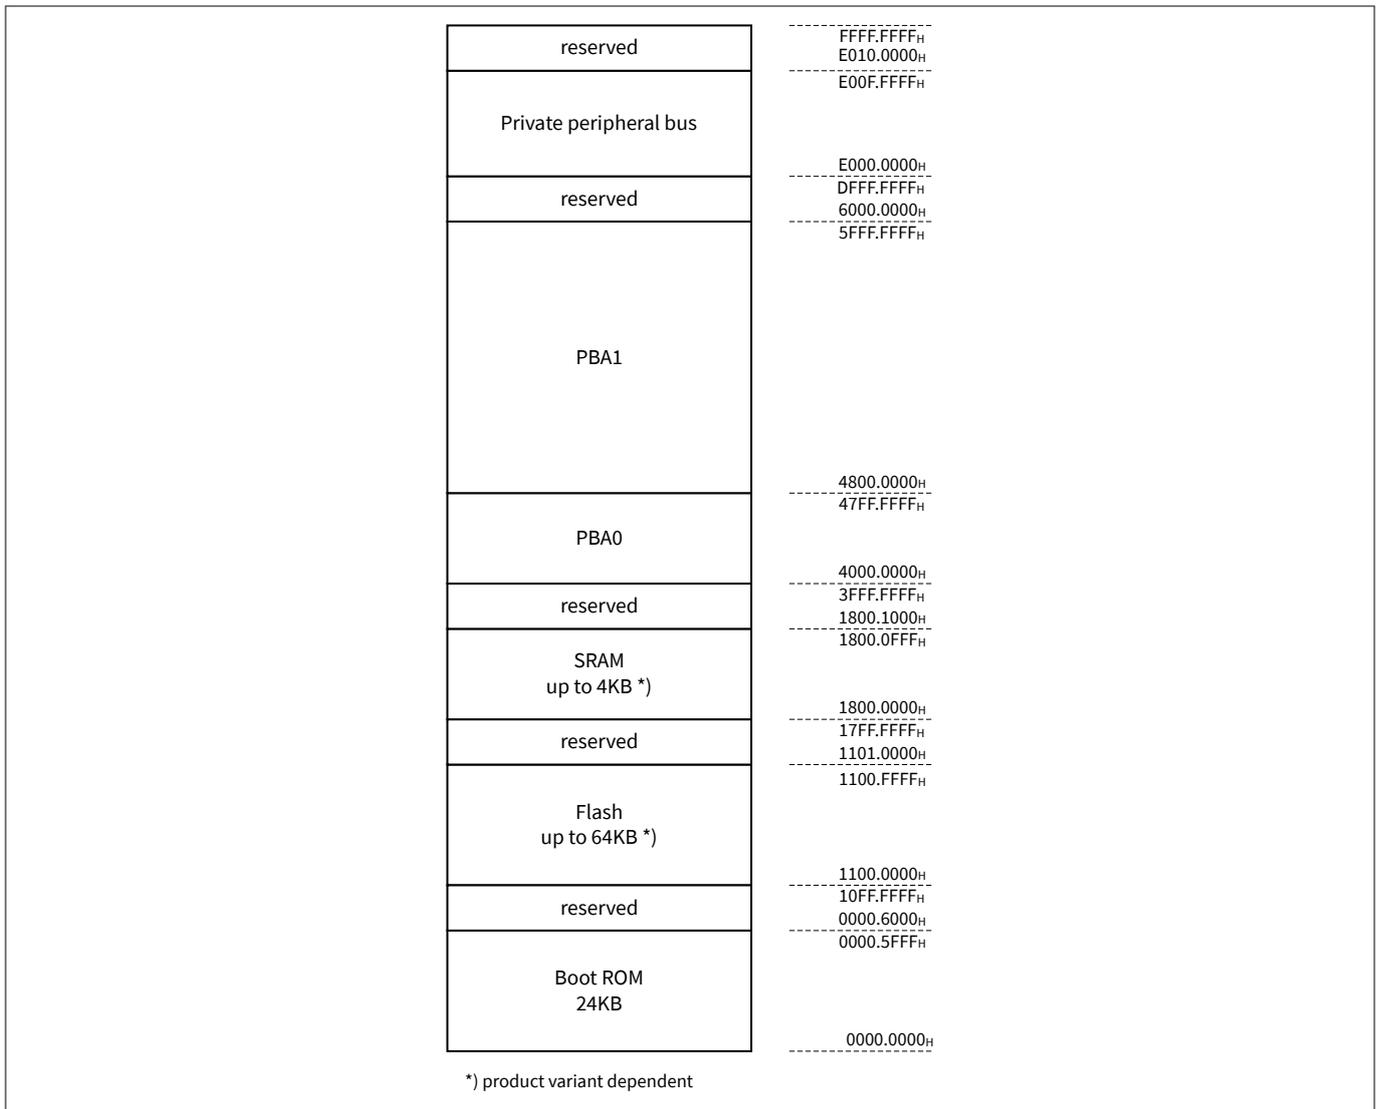 reserved
FFFF.FFFFH
E010.0000H
Private peripheral bus
E00F.FFFFH
E000.0000H
reserved
DFFF.FFFFH
6000.0000H
PBA1
5FFF.FFFFH
4800.0000H
PBA0
47FF.FFFFH
4000.0000H
reserved
3FFF.FFFFH
1800.1000H
SRAM
up to 4KB *)
1800.0FFFH
1800.0000H
reserved
17FF.FFFFH
1101.0000H
Flash
up to 64KB *)
1100.FFFFH
1100.0000H
reserved
10FF.FFFFH
0000.6000H
Boot ROM
24KB
0000.5FFFH
0000.0000H
*) product variant dependent